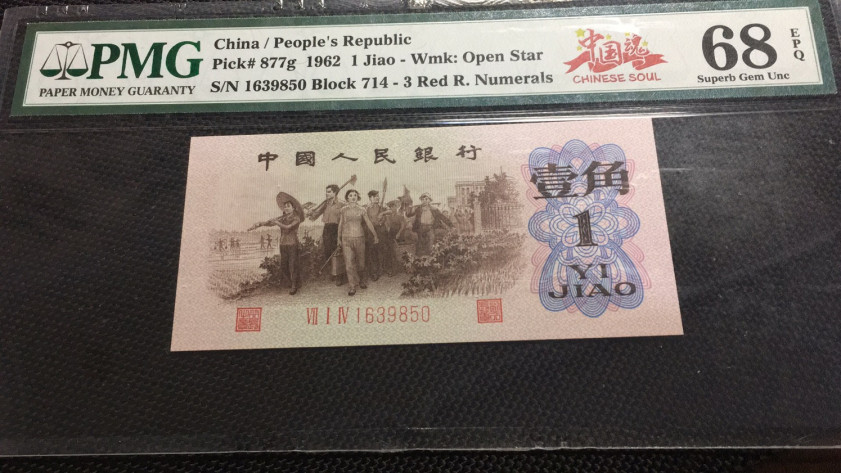 PMG
PAPER MONEY GUARANTY
China / People's Republic
Pick# 877g 1962 1 Jiao - Wmk: Open Star
S/N 1639850 Block 714 - 3 Red R. Numerals
中国魂
CHINESE SOUL
68
EPQ
Superb Gem Unc
中國人民銀行
壹角
1
YI
JIAO
Ⅶ Ⅰ Ⅳ 1639850